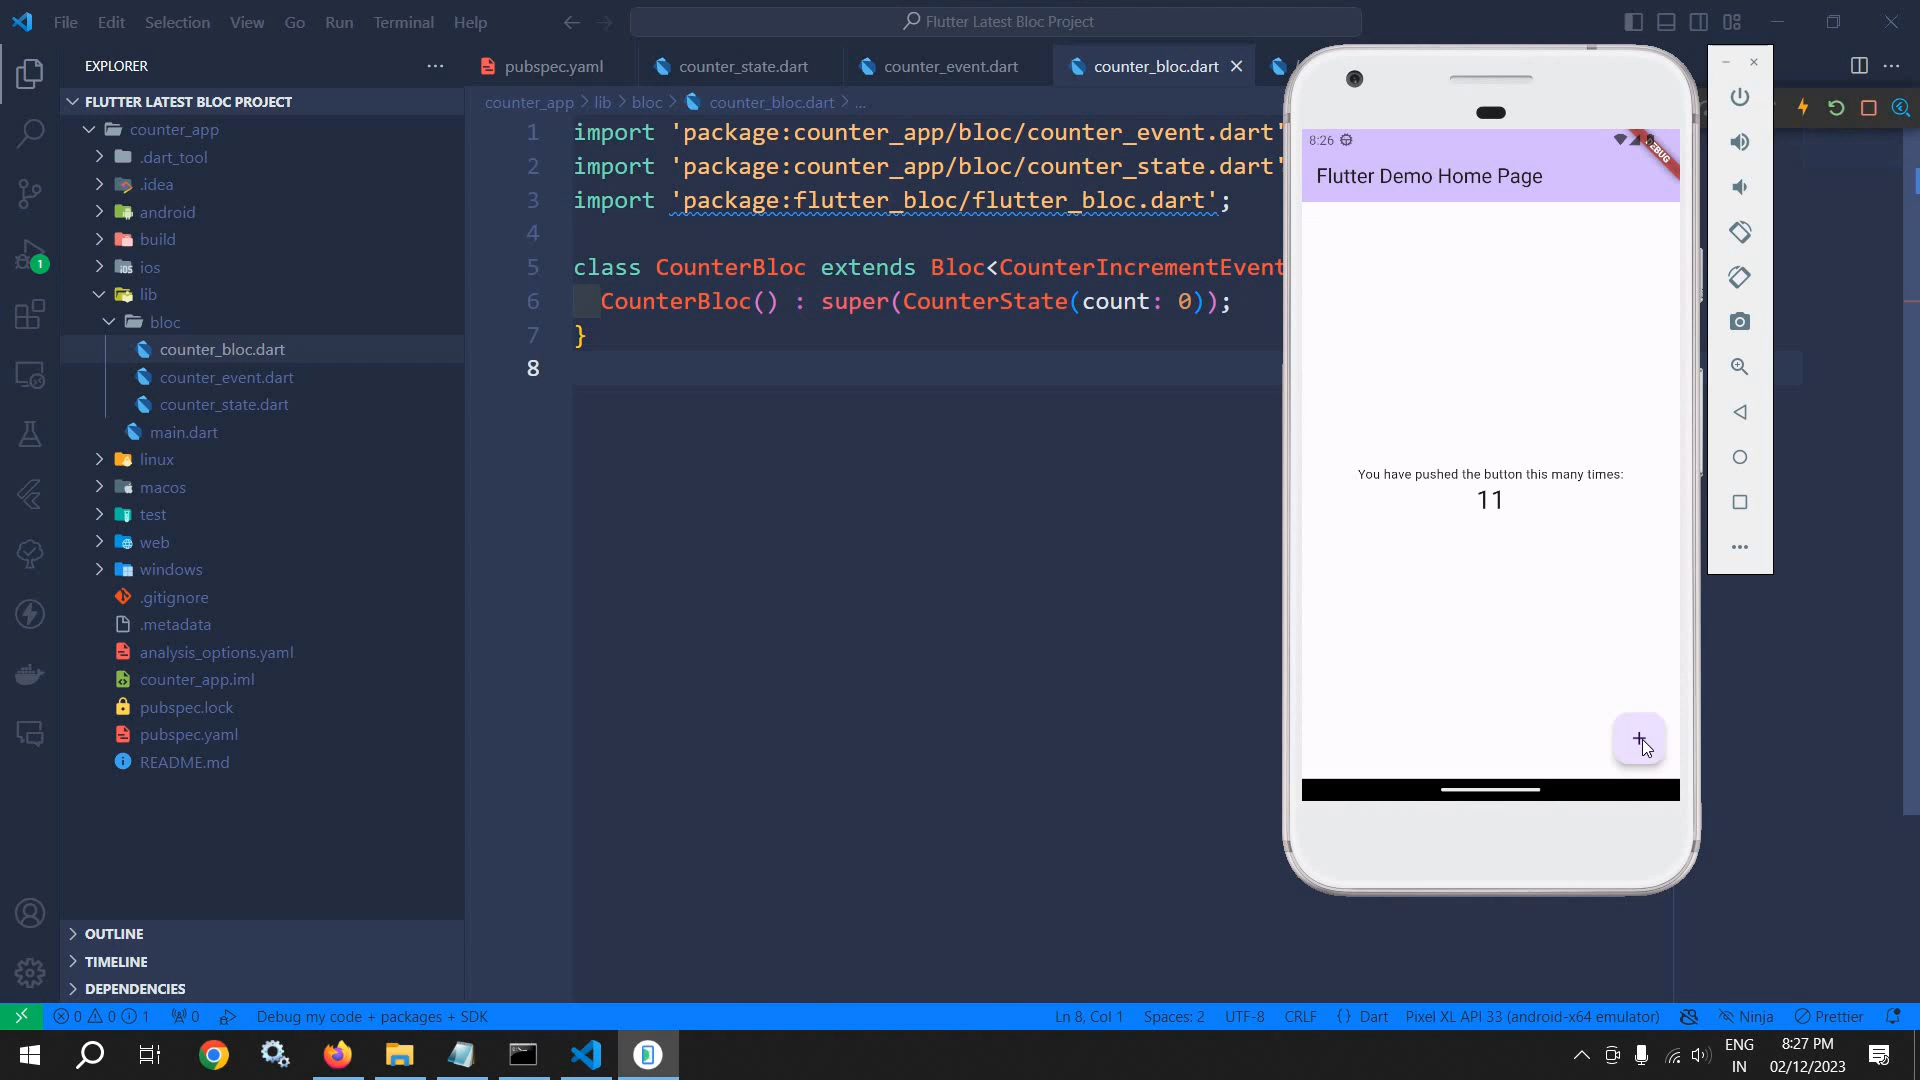 File Edit Selection View Go Run Terminal Help
Flutter Latest Bloc Project
EXPLORER
FLUTTER LATEST BLOC PROJECT
counter_app
.dart_tool
.idea
android
build
ios
lib
bloc
counter_bloc.dart
counter_event.dart
counter_state.dart
main.dart
linux
macos
test
web
windows
.gitignore
.metadata
analysis_options.yaml
counter_app.iml
pubspec.lock
pubspec.yaml
README.md
OUTLINE
TIMELINE
DEPENDENCIES
1
pubspec.yaml counter_state.dart counter_event.dart counter_bloc.dart
counter_app > lib > bloc > counter_bloc.dart > ...
1 import 'package:counter_app/bloc/counter_event.dart'
2 import 'package:counter_app/bloc/counter_state.dart'
3 import 'package:flutter_bloc/flutter_bloc.dart';
4
5 class CounterBloc extends Bloc<CounterIncrementEvent
6 CounterBloc() : super(CounterState(count: 0));
7 }
8
8:26
Flutter Demo Home Page
You have pushed the button this many times:
11
+
0 0 1 0 Debug my code + packages + SDK
Ln 8, Col 1 Spaces: 2 UTF-8 CRLF {} Dart Pixel XL API 33 (android-x64 emulator) Ninja Prettier
ENG
IN
8:27 PM
02/12/2023